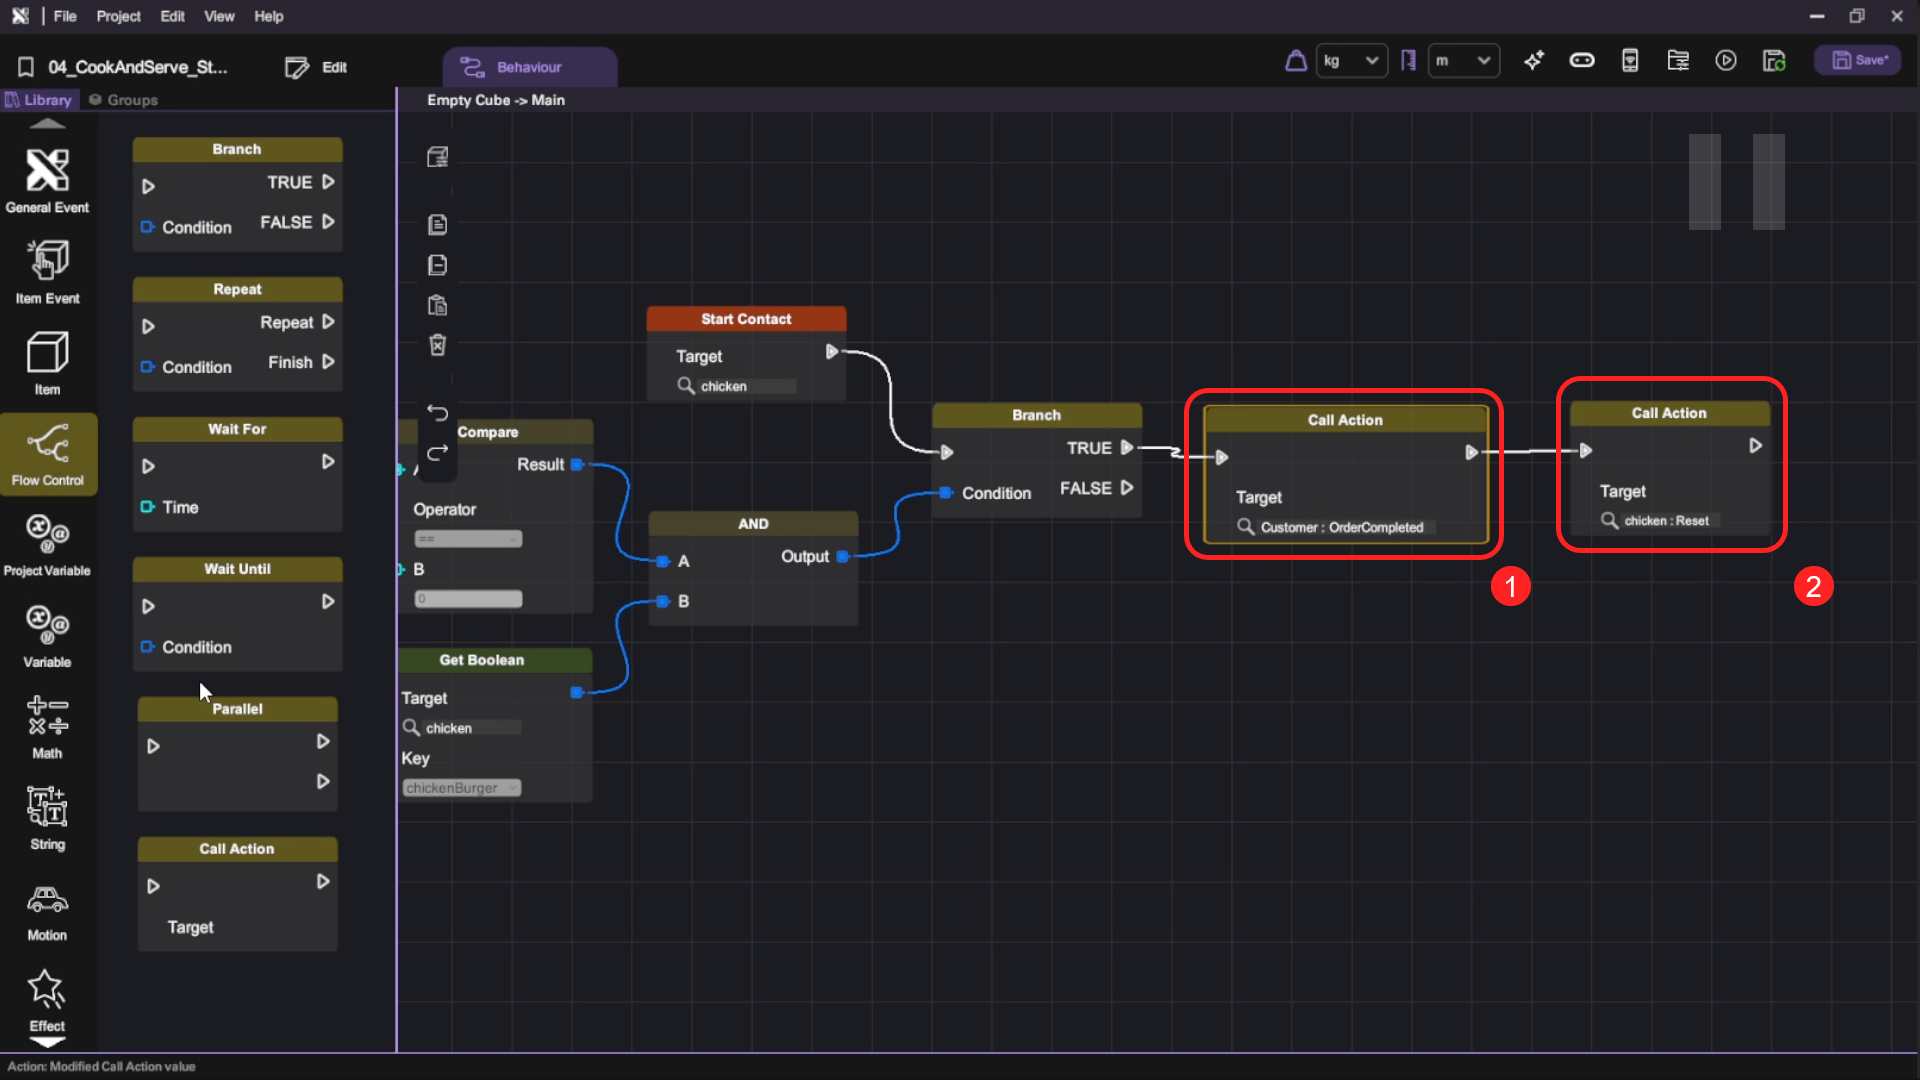 File Project Edit View Help
04_CookAndServe_St... Edit Behaviour kg m Save*
Library Groups
Empty Cube -> Main
General Event
Item Event
Item
Flow Control
Project Variable
Variable
Math
String
Motion
Effect
Branch
TRUE
Condition FALSE
Repeat
Repeat
Condition Finish
Wait For
Time
Wait Until
Condition
Parallel
Call Action
Target
Start Contact
Target
chicken
Compare
A Result
Operator
==
B
0
AND
A Output
B
Get Boolean
Target
chicken
Key
chickenBurger
Branch
TRUE
Condition FALSE
Call Action
Target
Customer : OrderCompleted
1
Call Action
Target
chicken : Reset
2
Action: Modified Call Action value